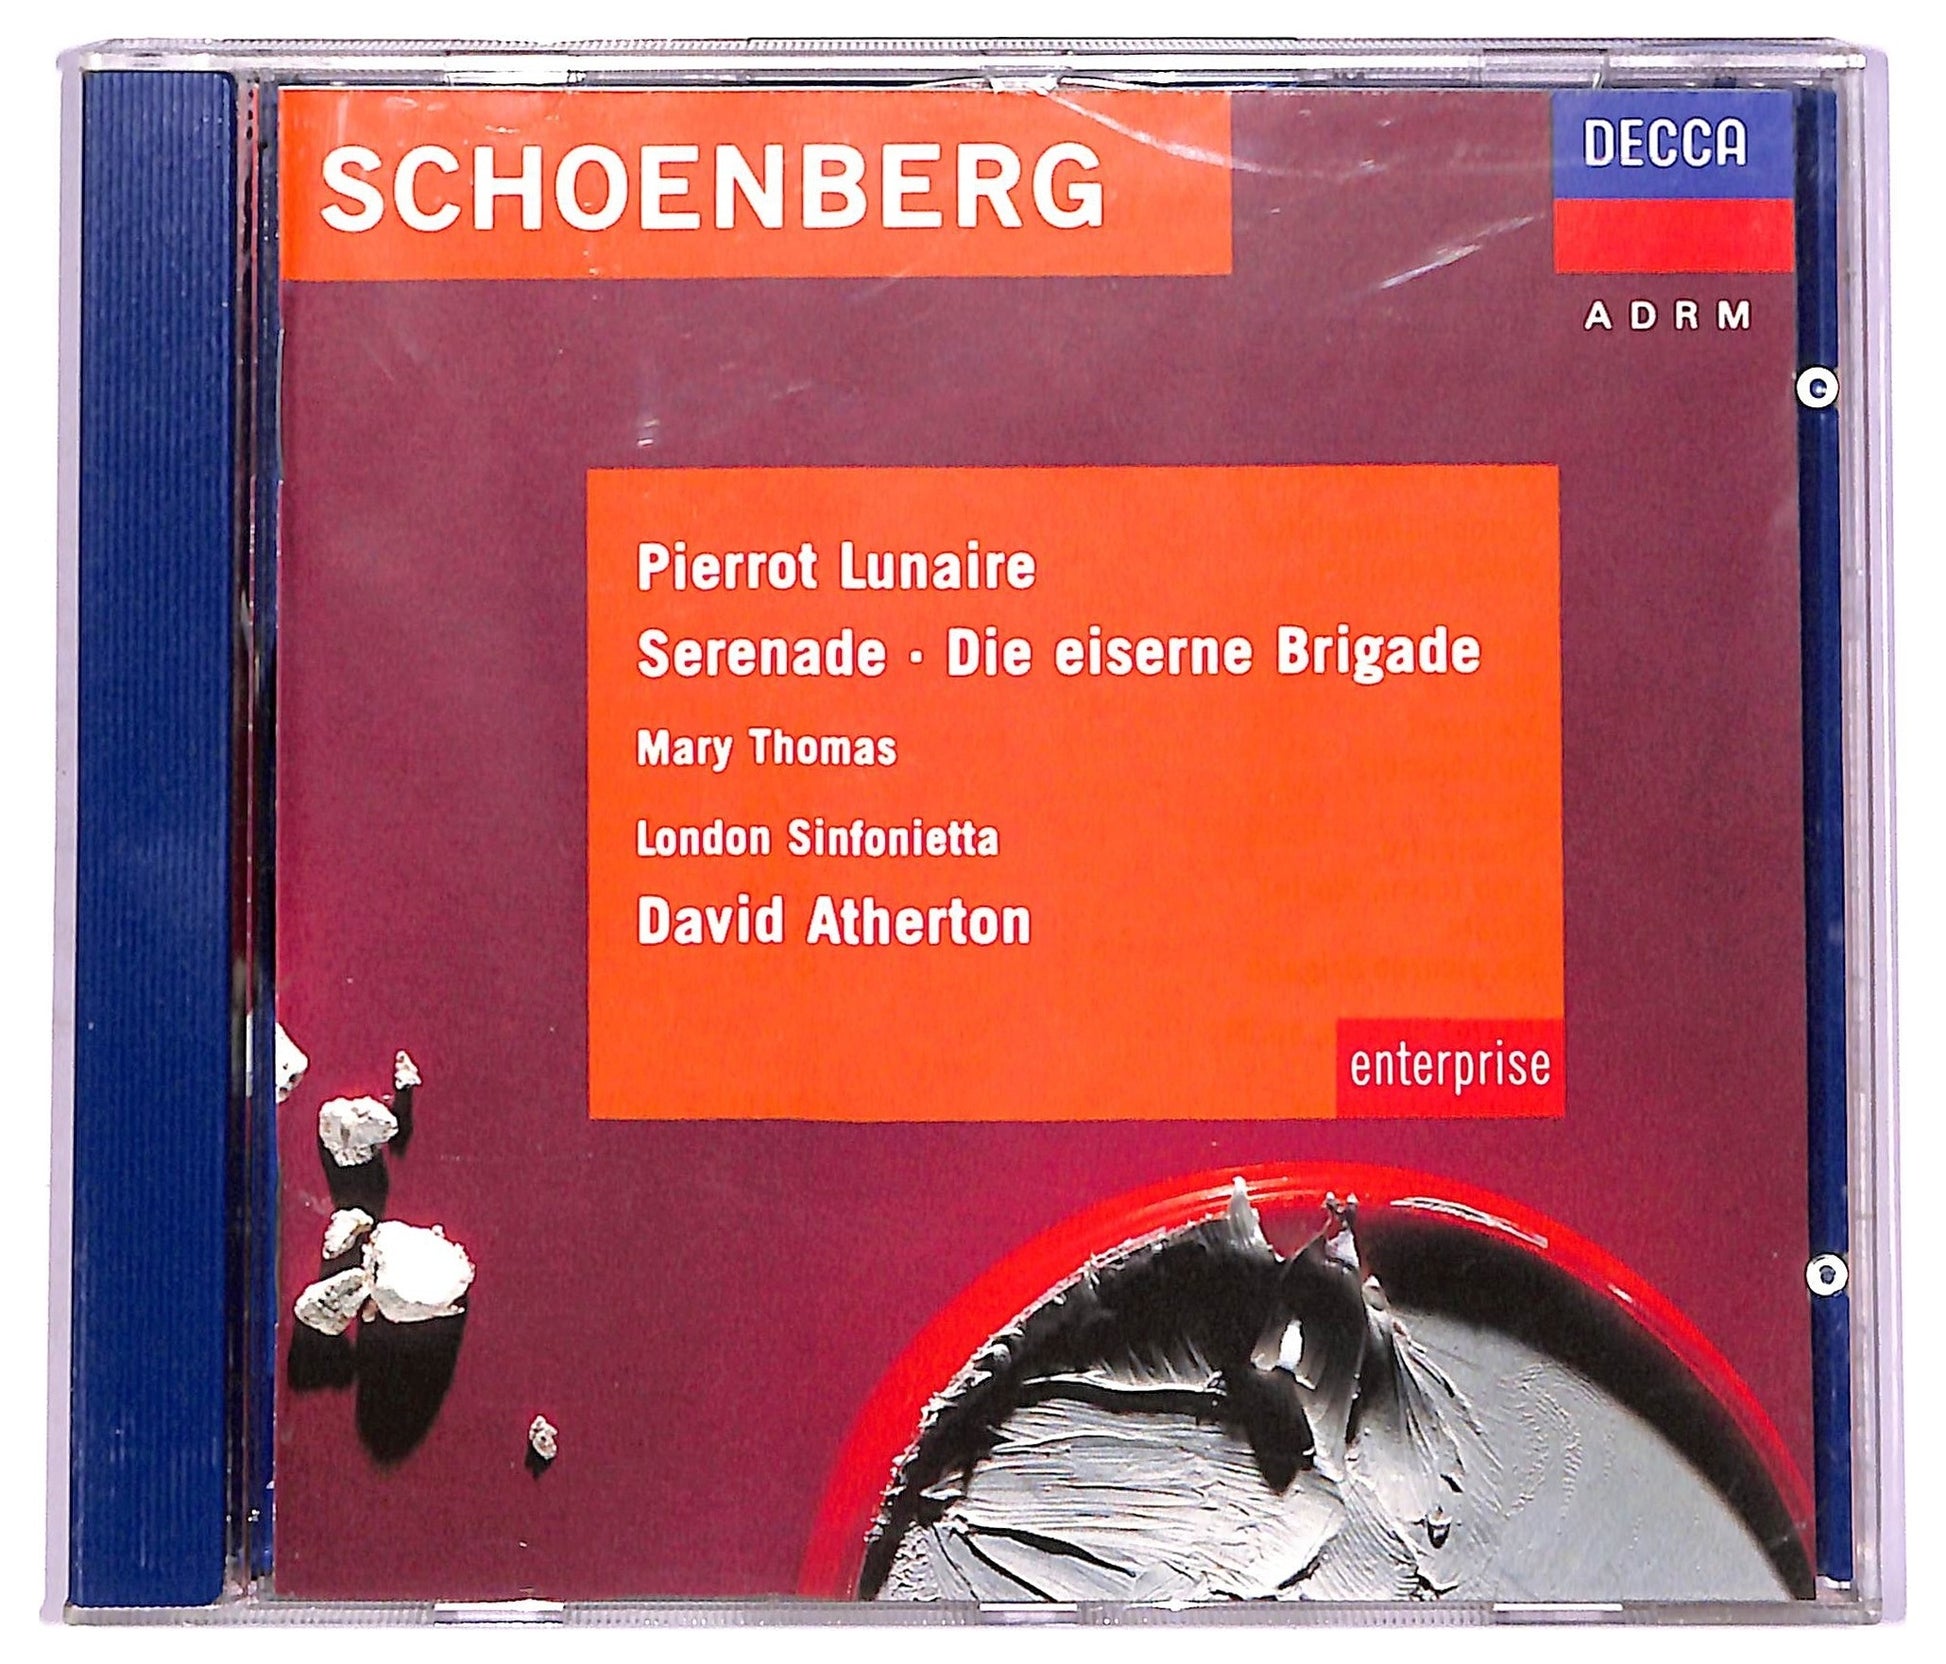 SCHOENBERG
DECCA
ADRM
Pierrot Lunaire
Serenade · Die eiserne Brigade
Mary Thomas
London Sinfonietta
David Atherton
enterprise